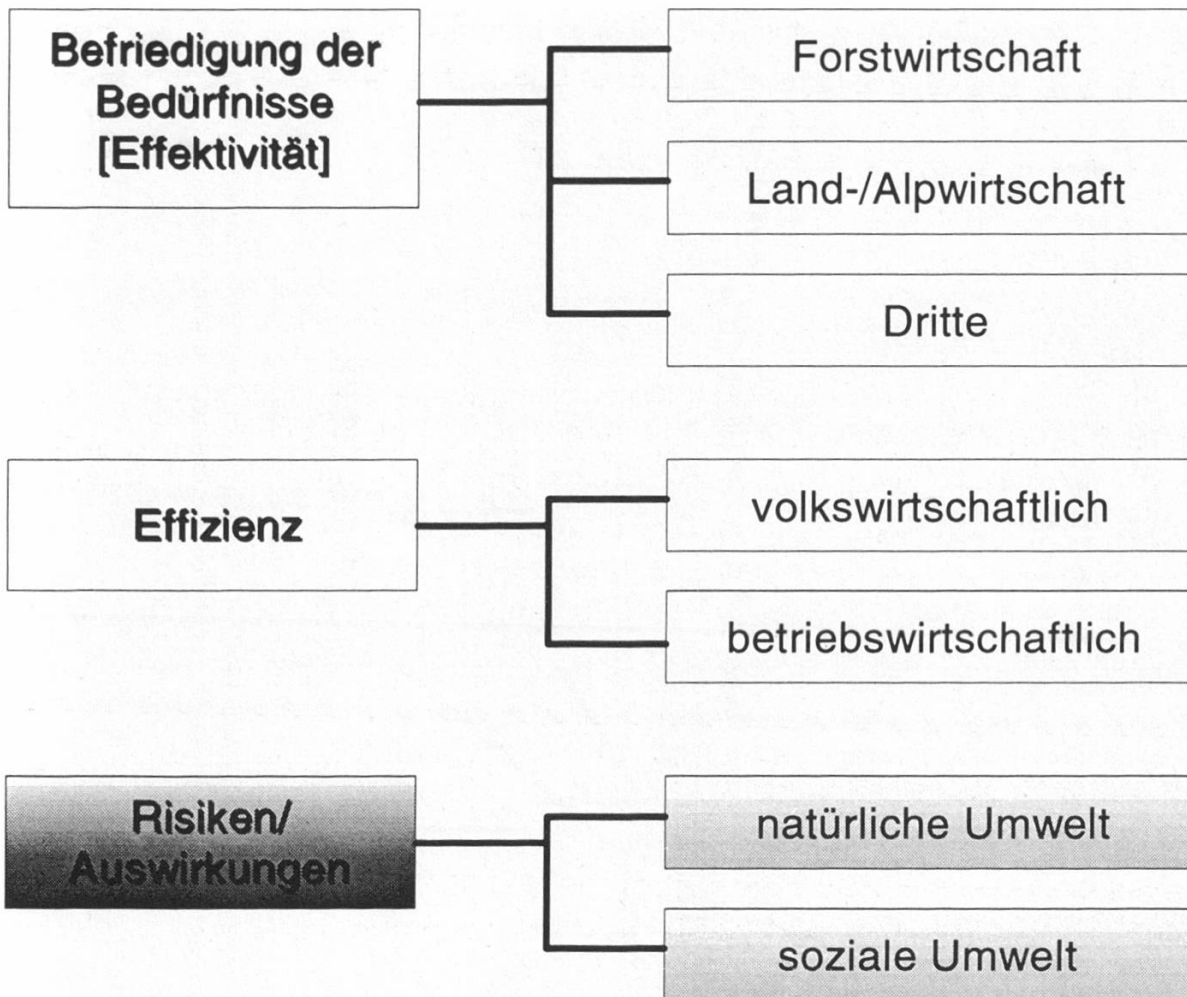 Befriedigung der
Bedürfnisse
[Effektivität]
Forstwirtschaft
Land-/Alpwirtschaft
Dritte
Effizienz
volkswirtschaftlich
betriebswirtschaftlich
Risiken/
Auswirkungen
natürliche Umwelt
soziale Umwelt